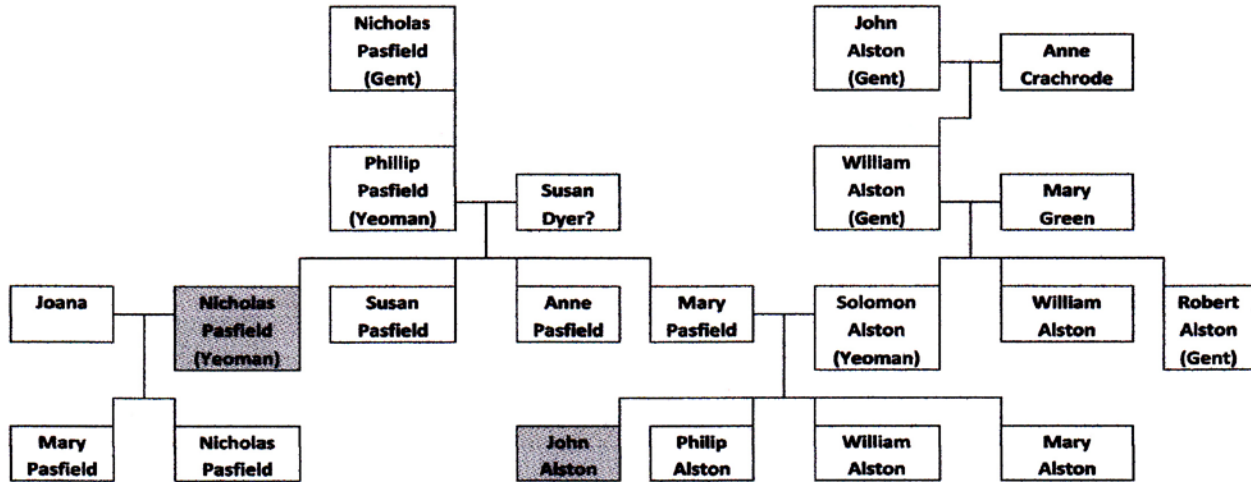 Nicholas
Pasfield
(Gent)
John
Alston
(Gent)
Anne
Crachrode
Phillip
Pasfield
(Yeoman)
Susan
Dyer?
William
Alston
(Gent)
Mary
Green
Joana
Nicholas
Pasfield
(Yeoman)
Susan
Pasfield
Anne
Pasfield
Mary
Pasfield
Solomon
Alston
(Yeoman)
William
Alston
Robert
Alston
(Gent)
Mary
Pasfield
Nicholas
Pasfield
John
Alston
Philip
Alston
William
Alston
Mary
Alston